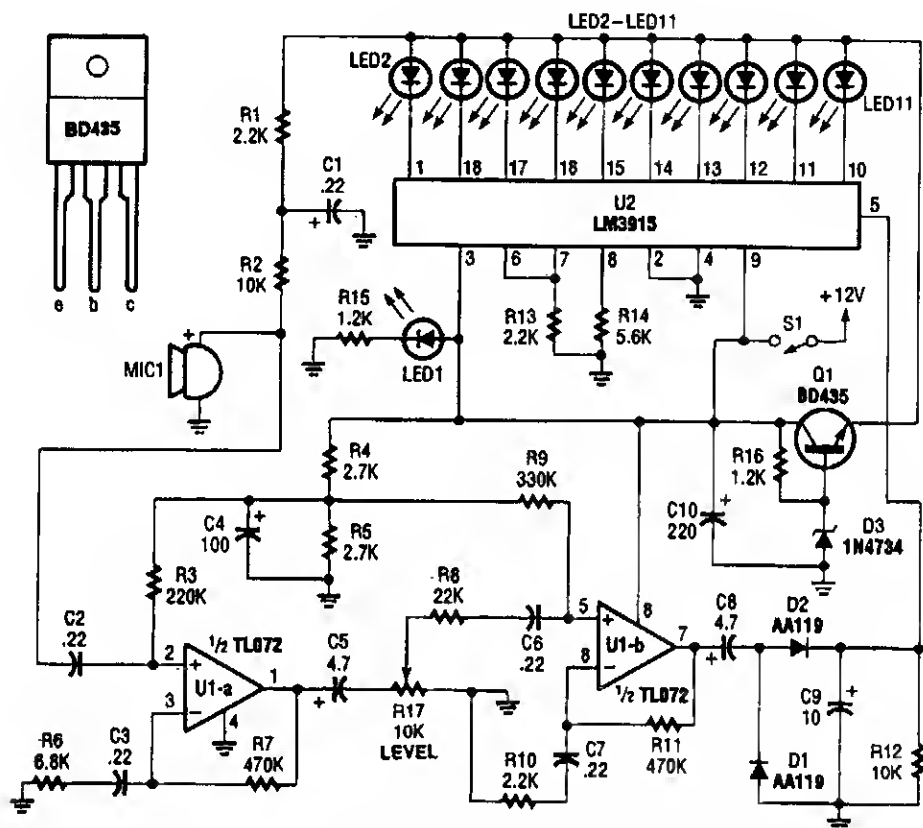 LED2–LED11
LED2
LED11
BD435
e b c
R1
2.2K
C1
.22
+
R2
10K
+
MIC1
1 18 17 16 15 14 13 12 11 10
U2
LM3915
5
3 6 7 8 2 4 9
R15
1.2K
LED1
R13
2.2K
R14
5.6K
S1
+12V
Q1
BD435
R16
1.2K
C10
220
+
D3
1N4734
R4
2.7K
R9
330K
C4
100
+
R5
2.7K
R3
220K
R8
22K
C2
.22
2
+
½ TL072
U1-a
1
3
–
4
C5
4.7
+
R17
10K
LEVEL
C6
.22
5
+
8
U1-b
7
6
–
½ TL072
C8
4.7
+
D2
AA119
R6
6.8K
C3
.22
R7
470K
R10
2.2K
C7
.22
R11
470K
D1
AA119
C9
10
+
R12
10K